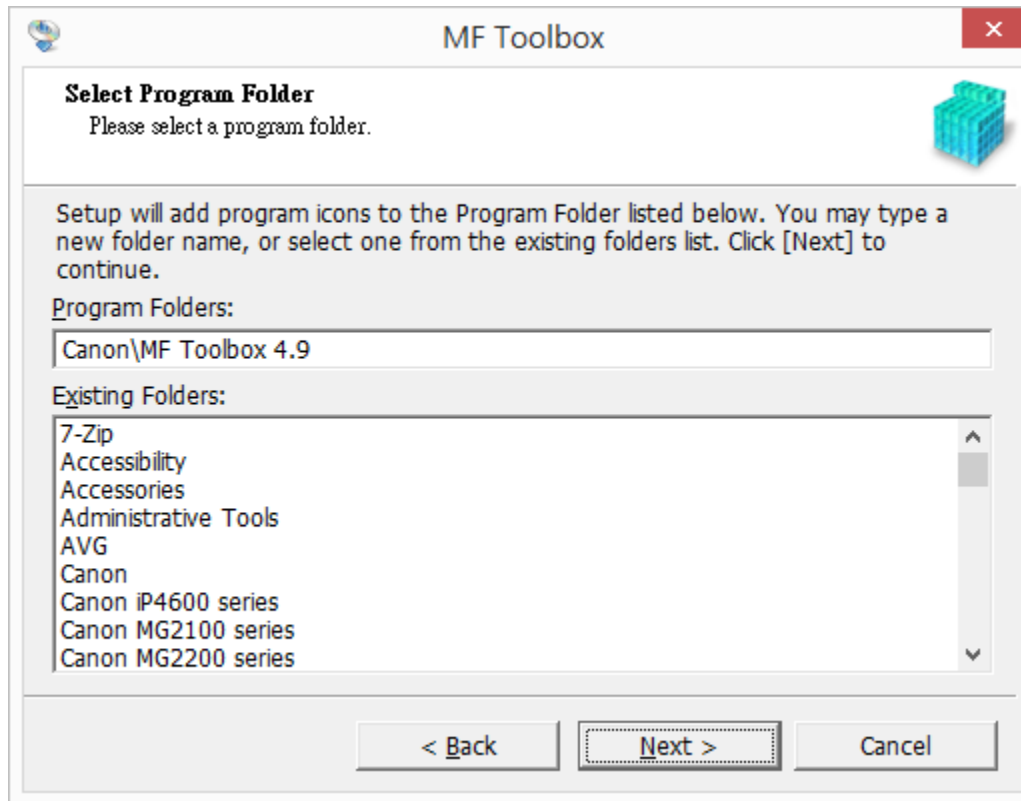 MF Toolbox
Select Program Folder
Please select a program folder.
Setup will add program icons to the Program Folder listed below. You may type a
new folder name, or select one from the existing folders list. Click [Next] to
continue.
Program Folders:
Canon\MF Toolbox 4.9
Existing Folders:
7-Zip
Accessibility
Accessories
Administrative Tools
AVG
Canon
Canon iP4600 series
Canon MG2100 series
Canon MG2200 series
< Back
Next >
Cancel